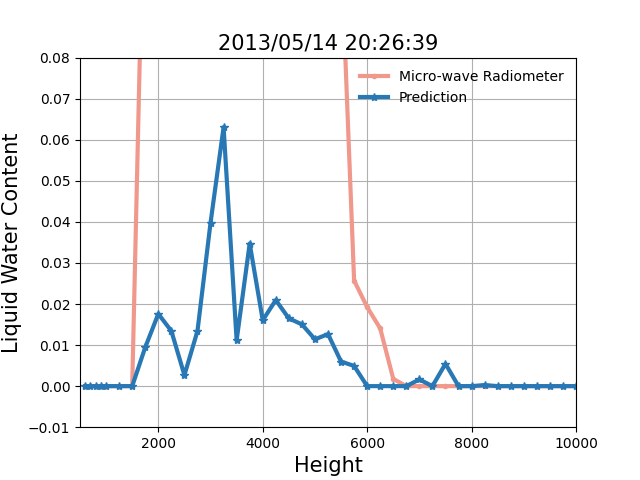 2013/05/14 20:26:39
Micro-wave Radiometer
Prediction
Liquid Water Content
0.08
0.07
0.06
0.05
0.04
0.03
0.02
0.01
0.00
−0.01
2000 4000 6000 8000 10000
Height